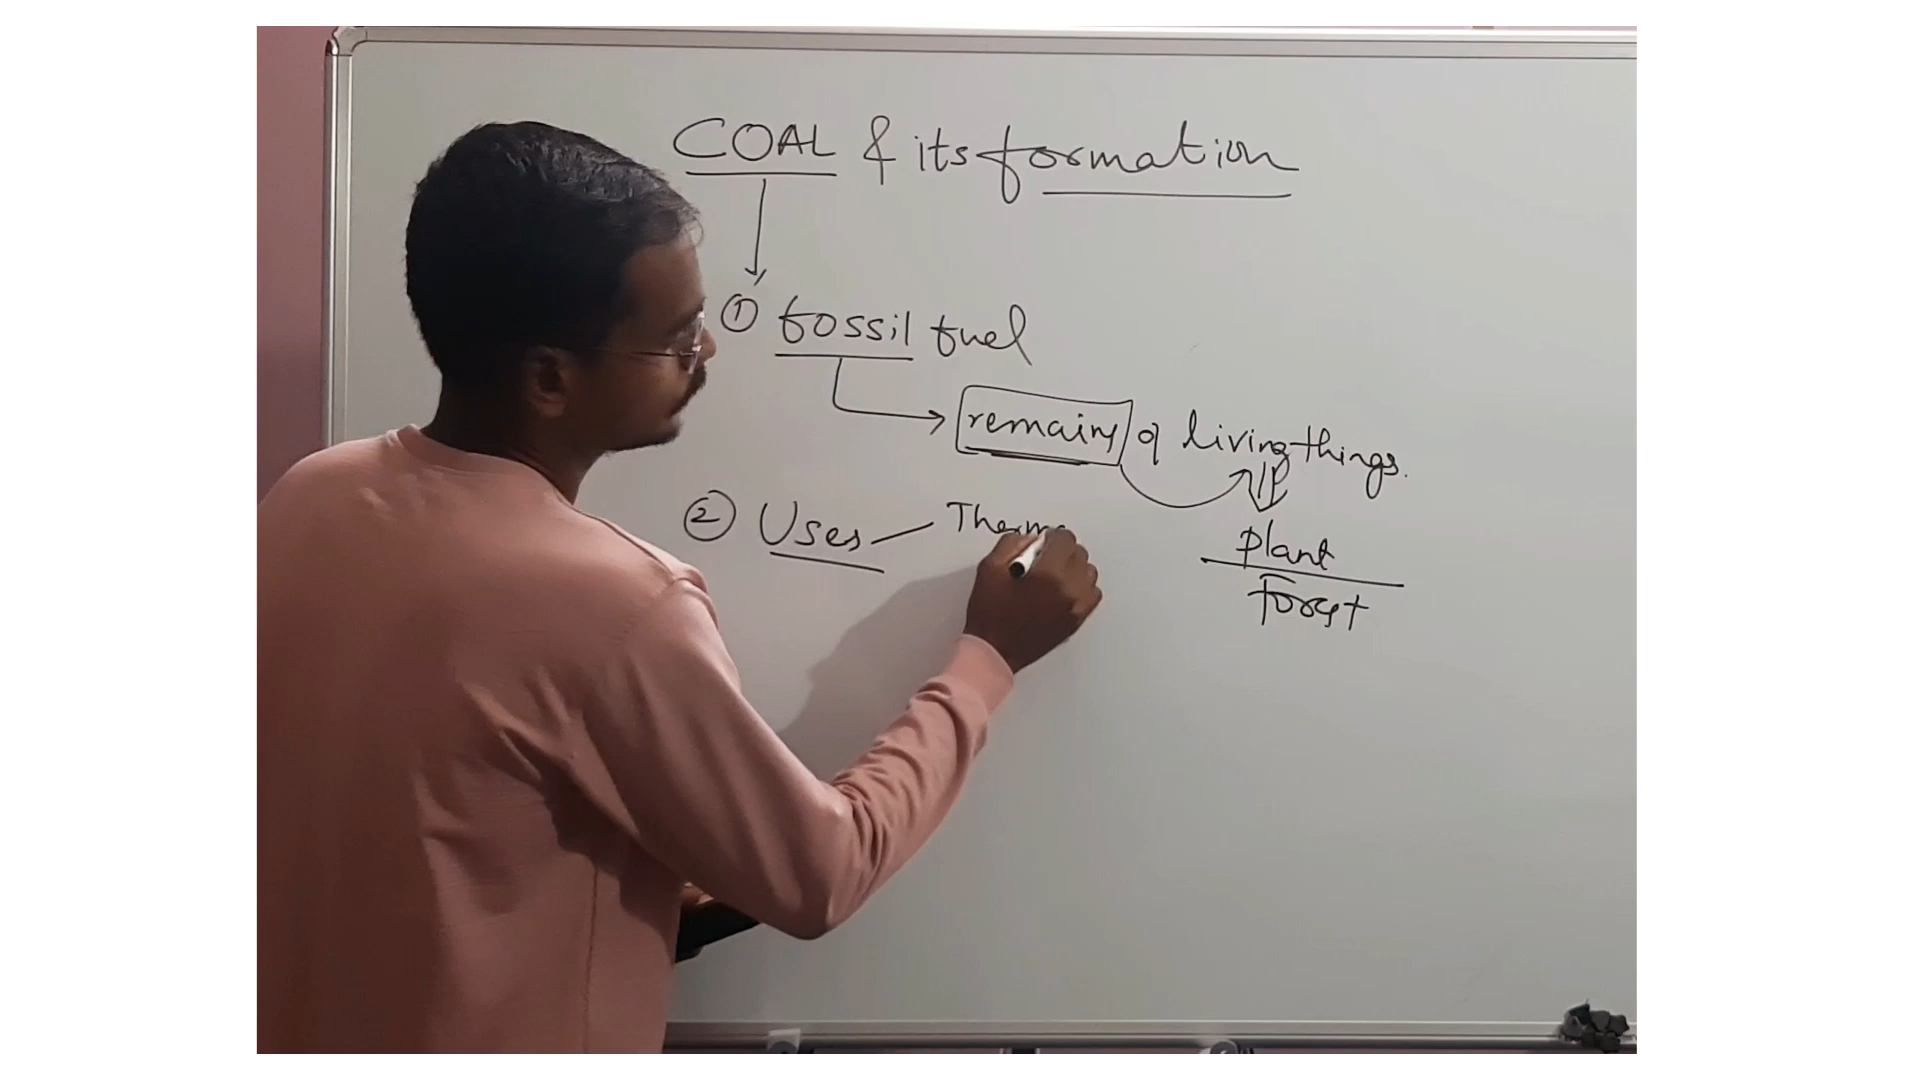 COAL & its formation
① fossil fuel
remains of living things.
② Uses - Therm
plant
forest